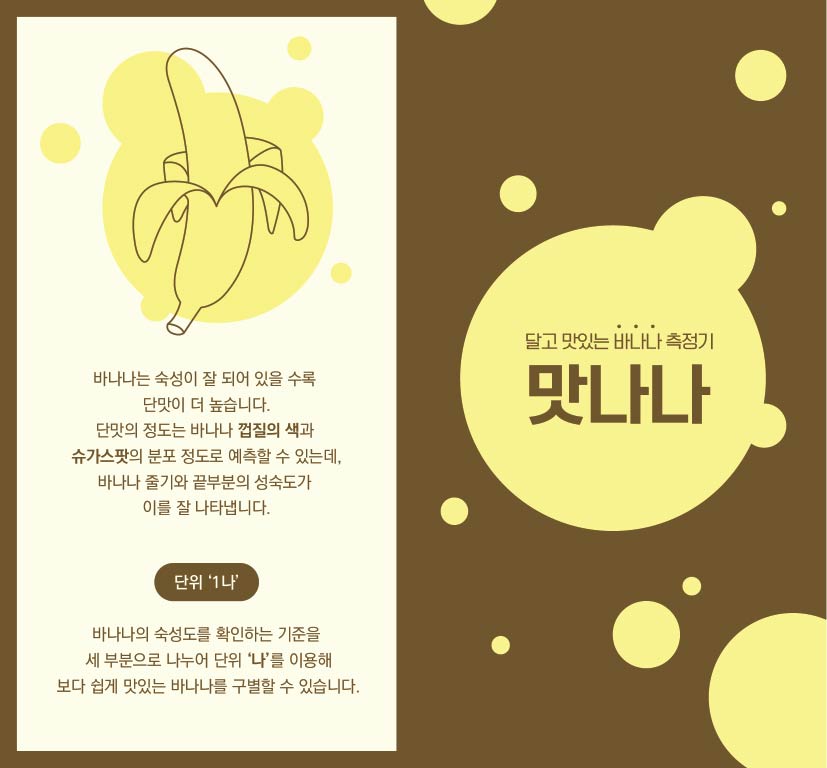 바나나는 숙성이 잘 되어 있을 수록
단맛이 더 높습니다.
단맛의 정도는 바나나 껍질의 색과
슈가스팟의 분포 정도로 예측할 수 있는데,
바나나 줄기와 끝부분의 성숙도가
이를 잘 나타냅니다.
단위 ‘1나’
바나나의 숙성도를 확인하는 기준을
세 부분으로 나누어 단위 ‘나’를 이용해
보다 쉽게 맛있는 바나나를 구별할 수 있습니다.
달고 맛있는 바나나 측정기
맛나나